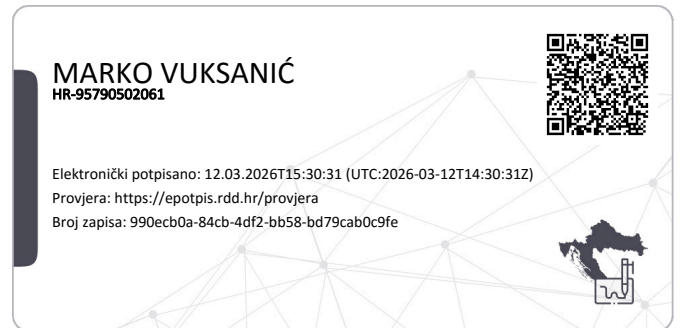 MARKO VUKSANIĆ
HR-95790502061
Elektronički potpisano: 12.03.2026T15:30:31 (UTC:2026-03-12T14:30:31Z)
Provjera: https://epotpis.rdd.hr/provjera
Broj zapisa: 990ecb0a-84cb-4df2-bb58-bd79cab0c9fe